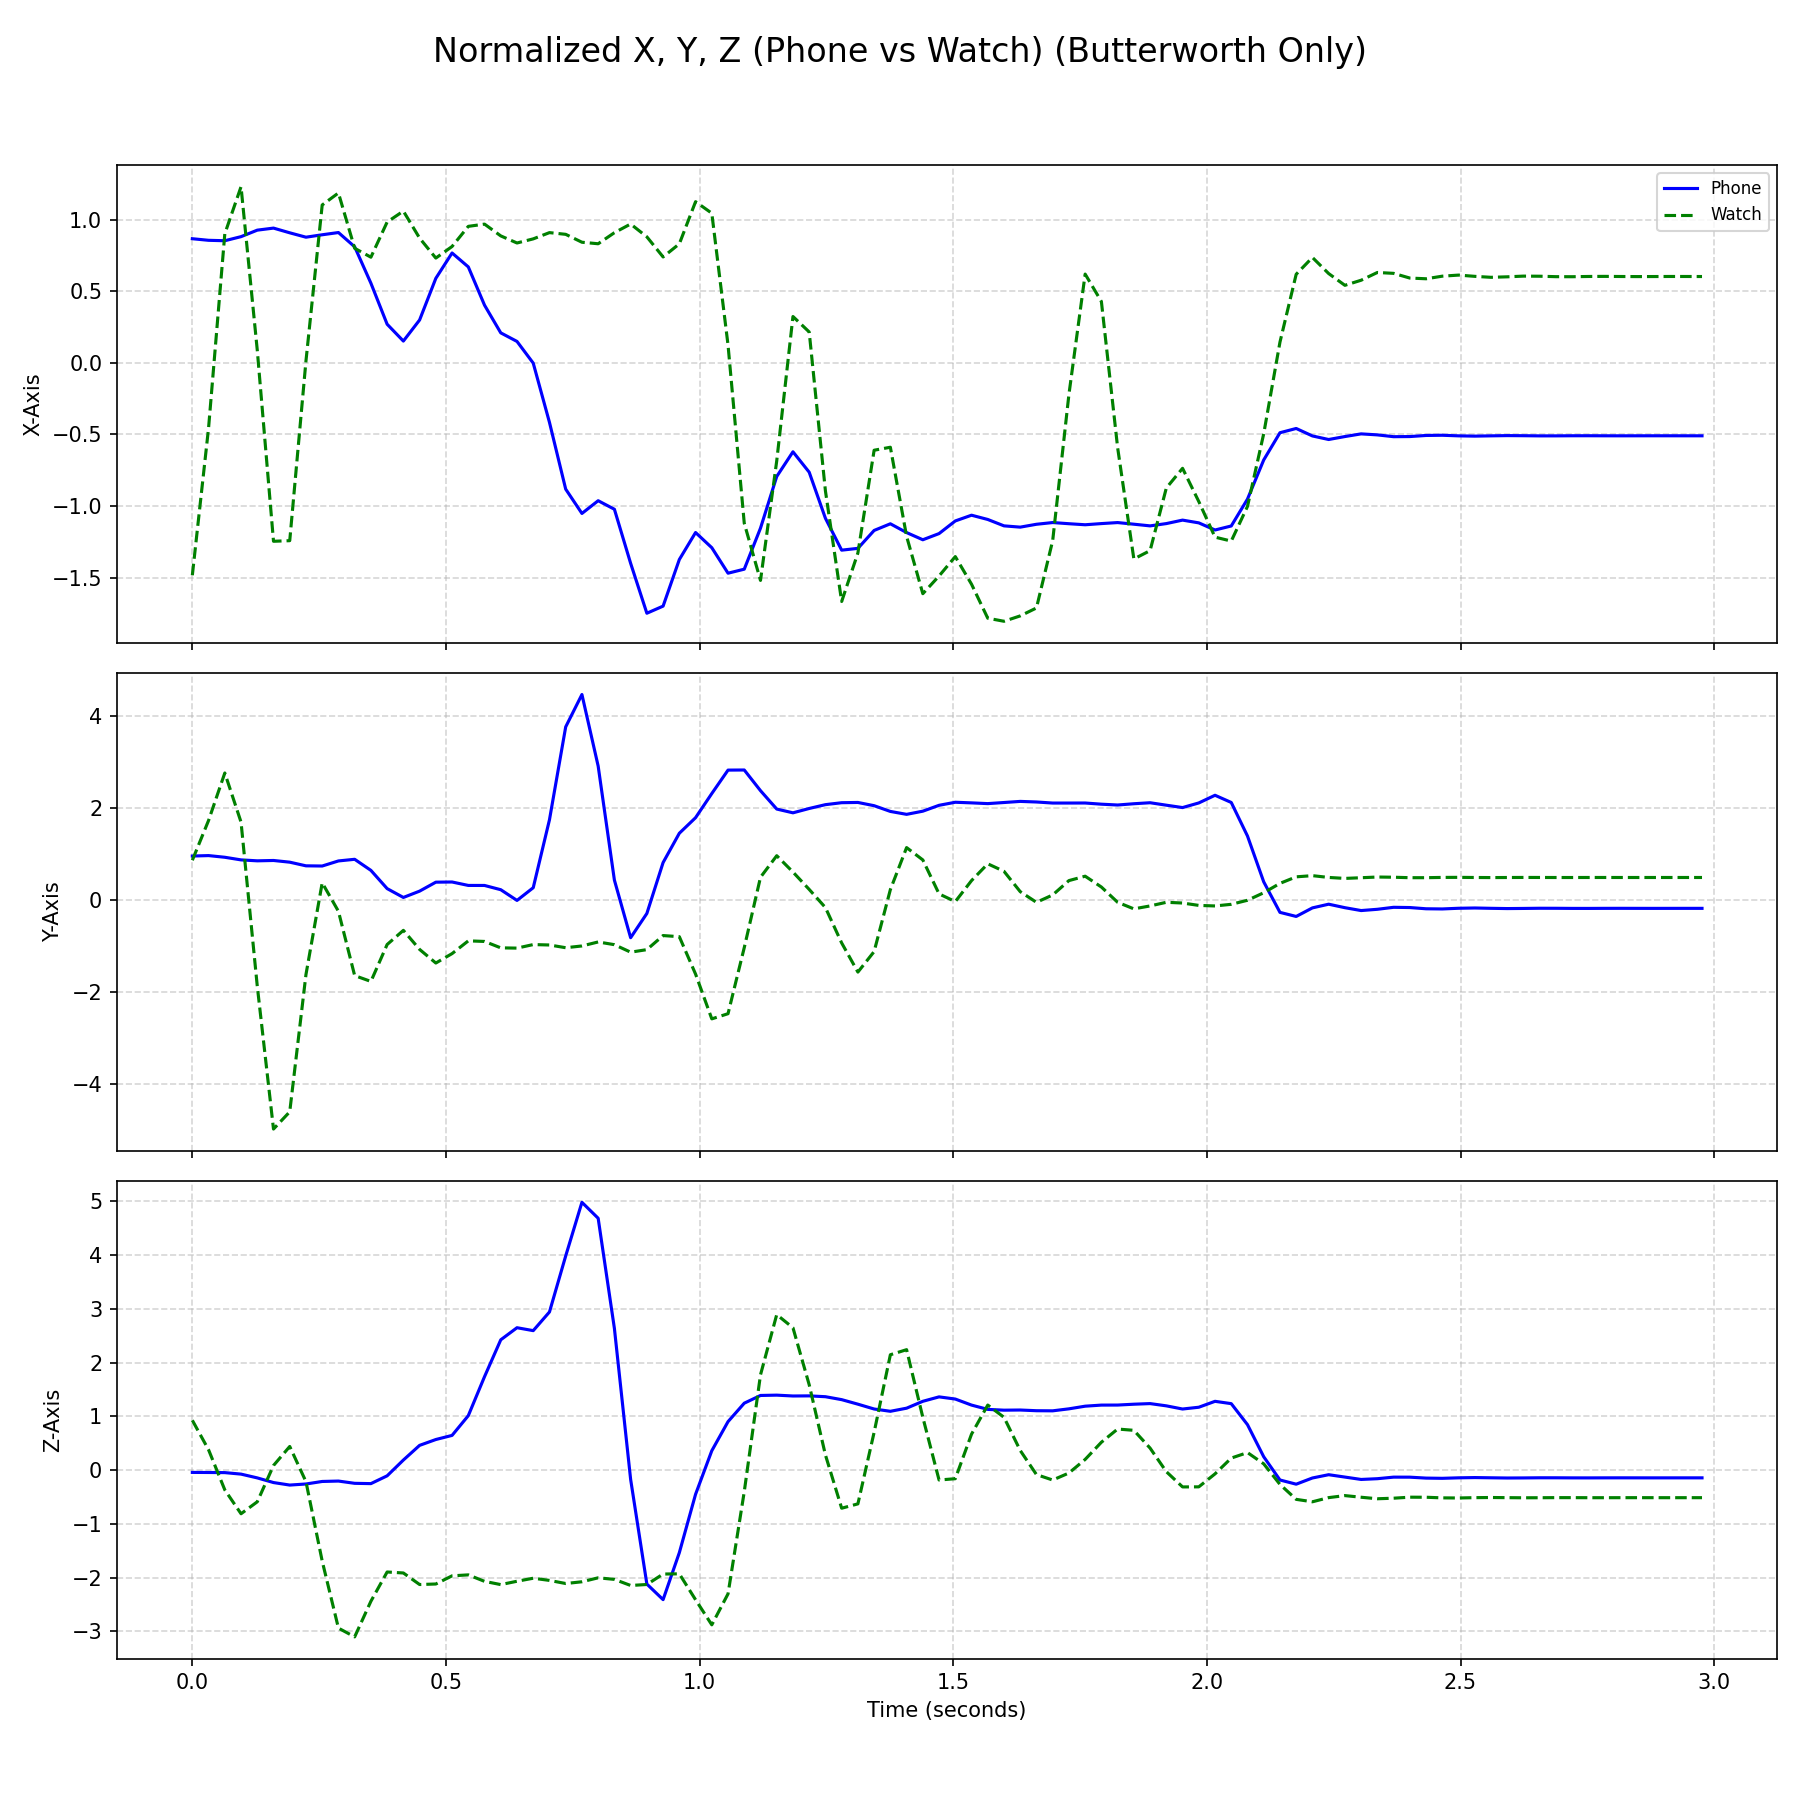 Normalized X, Y, Z (Phone vs Watch) (Butterworth Only)
Phone
Watch
1.0
0.5
0.0
−0.5
−1.0
−1.5
X-Axis
4
2
0
−2
−4
Y-Axis
5
4
3
2
1
0
−1
−2
−3
Z-Axis
0.0 0.5 1.0 1.5 2.0 2.5 3.0
Time (seconds)